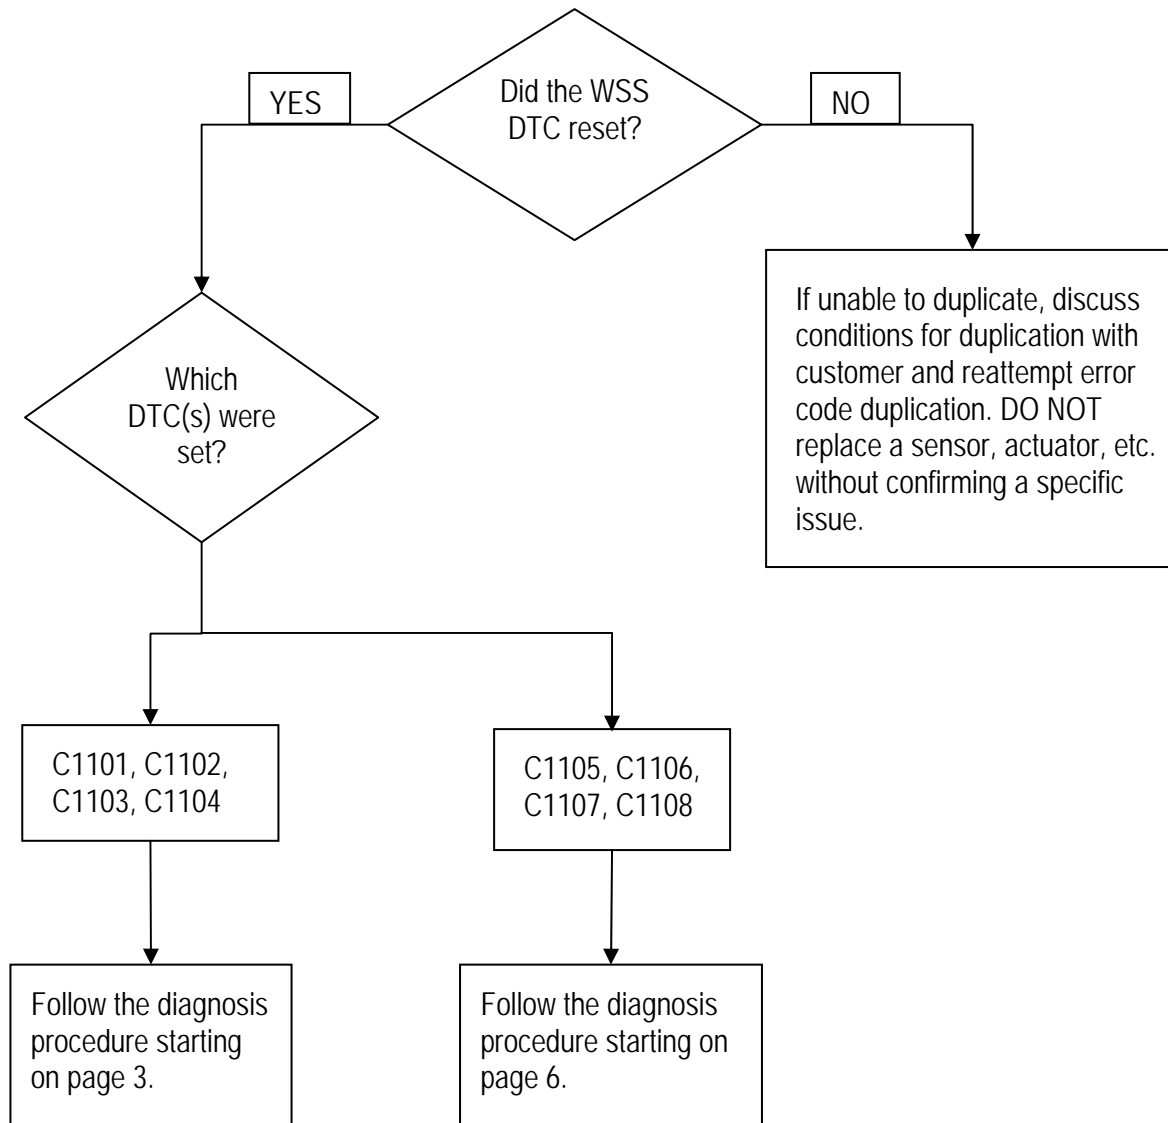 Did the WSS
DTC reset?
YES
NO
If unable to duplicate, discuss
conditions for duplication with
customer and reattempt error
code duplication. DO NOT
replace a sensor, actuator, etc.
without confirming a specific
issue.
Which
DTC(s) were
set?
C1101, C1102,
C1103, C1104
C1105, C1106,
C1107, C1108
Follow the diagnosis
procedure starting
on page 3.
Follow the diagnosis
procedure starting on
page 6.